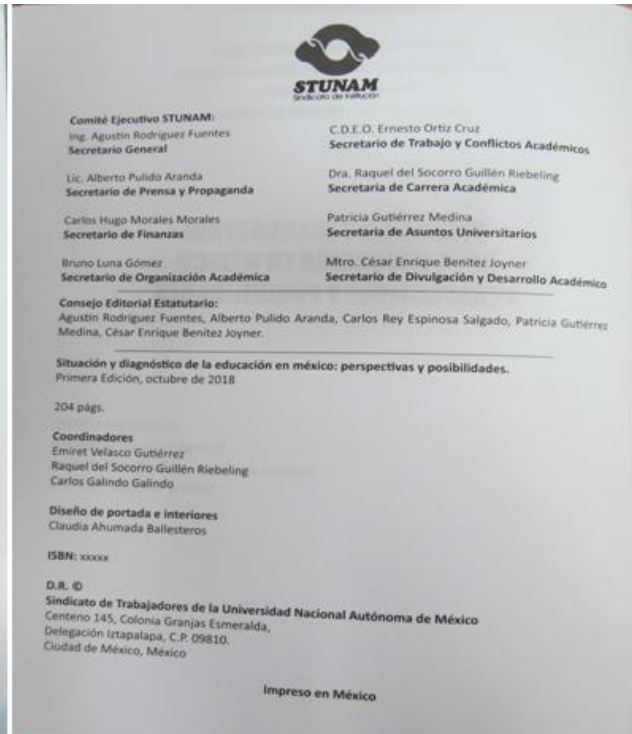 STUNAM
Sindicato de Institución
Comité Ejecutivo STUNAM:
Ing. Agustín Rodríguez Fuentes
Secretario General
C.D.E.O. Ernesto Ortiz Cruz
Secretario de Trabajo y Conflictos Académicos
Lic. Alberto Pulido Aranda
Secretario de Prensa y Propaganda
Dra. Raquel del Socorro Guillén Riebeling
Secretaria de Carrera Académica
Carlos Hugo Morales Morales
Secretario de Finanzas
Patricia Gutiérrez Medina
Secretaria de Asuntos Universitarios
Bruno Luna Gómez
Secretario de Organización Académica
Mtro. César Enrique Benítez Joyner
Secretario de Divulgación y Desarrollo Académico
Consejo Editorial Estatutario:
Agustín Rodríguez Fuentes, Alberto Pulido Aranda, Carlos Rey Espinosa Salgado, Patricia Gutiérrez
Medina, César Enrique Benítez Joyner.
Situación y diagnóstico de la educación en méxico: perspectivas y posibilidades.
Primera Edición, octubre de 2018
204 págs.
Coordinadores
Emiret Velasco Gutiérrez
Raquel del Socorro Guillén Riebeling
Carlos Galindo Galindo
Diseño de portada e interiores
Claudia Ahumada Ballesteros
ISBN: xxxxx
D.R. ©
Sindicato de Trabajadores de la Universidad Nacional Autónoma de México
Centeno 145, Colonia Granjas Esmeralda,
Delegación Iztapalapa, C.P. 09810.
Ciudad de México, México
Impreso en México